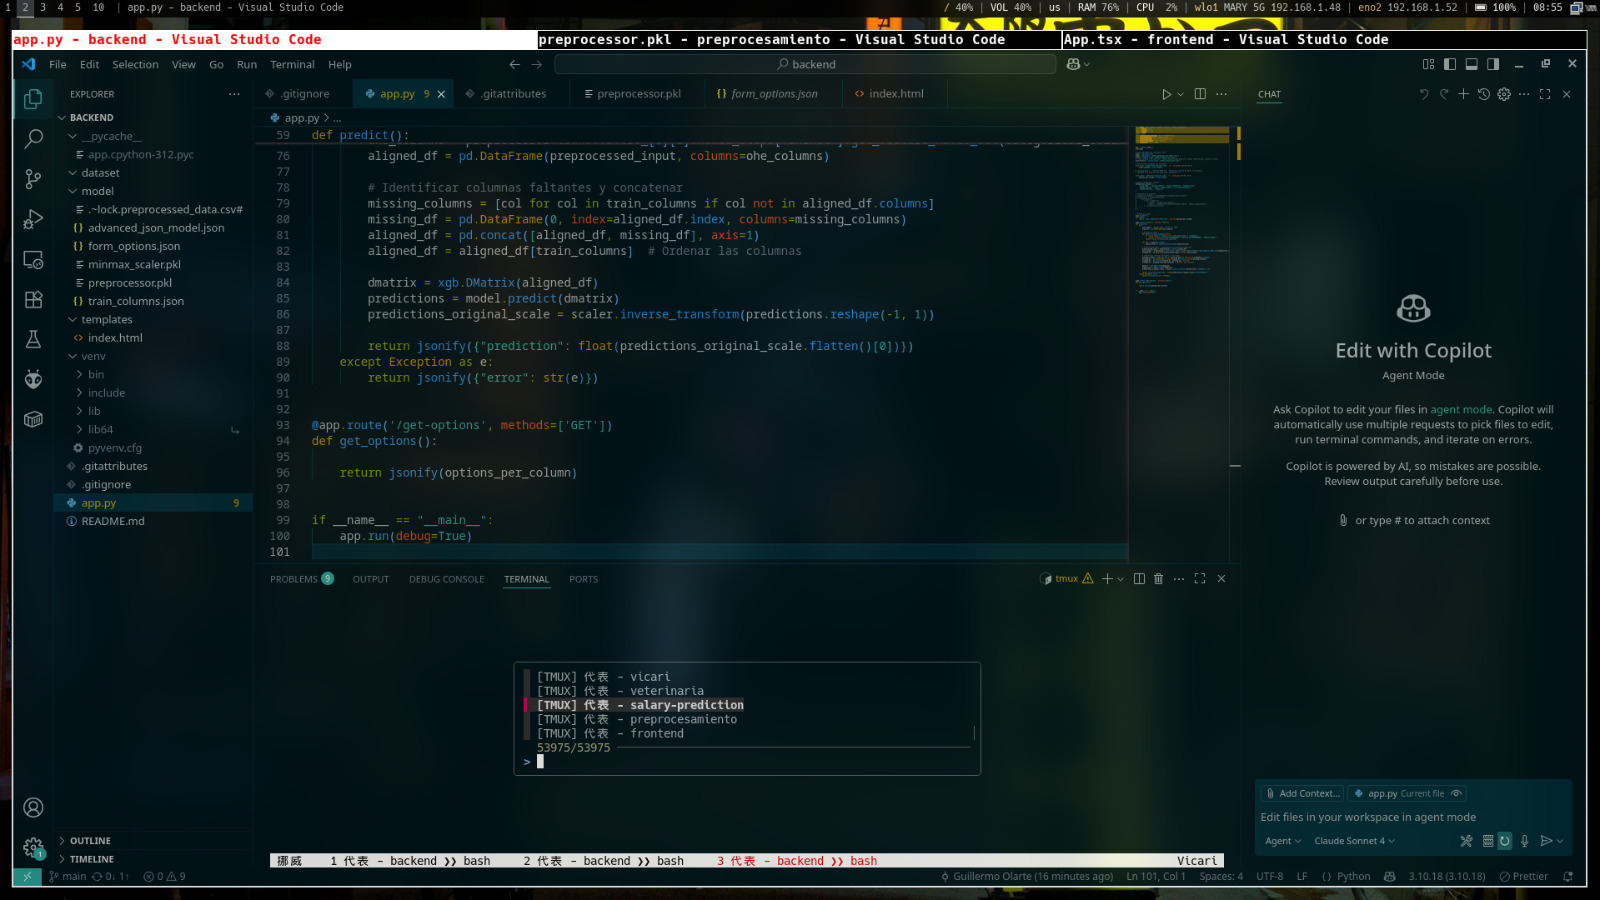 1 2 3 4 5 10 | app.py - backend - Visual Studio Code
/ 40% | VOL 40% | us | RAM 76% | CPU 2% | wlo1 MARY 5G 192.168.1.48 | eno2 192.168.1.52 | 100% | 08:55
app.py - backend - Visual Studio Code
preprocessor.pkl - preprocesamiento - Visual Studio Code
App.tsx - frontend - Visual Studio Code
File Edit Selection View Go Run Terminal Help
backend
EXPLORER
BACKEND
__pycache__
app.cpython-312.pyc
dataset
model
.~lock.preprocessed_data.csv#
advanced_json_model.json
form_options.json
minmax_scaler.pkl
preprocessor.pkl
train_columns.json
templates
index.html
venv
bin
include
lib
lib64
pyvenv.cfg
.gitattributes
.gitignore
app.py 9
README.md
OUTLINE
TIMELINE
.gitignore
app.py 9
.gitattributes
preprocessor.pkl
form_options.json
index.html
app.py > ...
59 def predict():
76 aligned_df = pd.DataFrame(preprocessed_input, columns=ohe_columns)
77
78 # Identificar columnas faltantes y concatenar
79 missing_columns = [col for col in train_columns if col not in aligned_df.columns]
80 missing_df = pd.DataFrame(0, index=aligned_df.index, columns=missing_columns)
81 aligned_df = pd.concat([aligned_df, missing_df], axis=1)
82 aligned_df = aligned_df[train_columns]  # Ordenar las columnas
83
84 dmatrix = xgb.DMatrix(aligned_df)
85 predictions = model.predict(dmatrix)
86 predictions_original_scale = scaler.inverse_transform(predictions.reshape(-1, 1))
87
88 return jsonify({"prediction": float(predictions_original_scale.flatten()[0])})
89 except Exception as e:
90 return jsonify({"error": str(e)})
91
92
93 @app.route('/get-options', methods=['GET'])
94 def get_options():
95
96 return jsonify(options_per_column)
97
98
99 if __name__ == "__main__":
100 app.run(debug=True)
101
PROBLEMS 9 OUTPUT DEBUG CONSOLE TERMINAL PORTS
tmux
[TMUX] 代表 - vicari
[TMUX] 代表 - veterinaria
[TMUX] 代表 - salary-prediction
[TMUX] 代表 - preprocesamiento
[TMUX] 代表 - frontend
53975/53975
>
挪威 1 代表 - backend ❯❯ bash 2 代表 - backend ❯❯ bash 3 代表 - backend ❯❯ bash Vicari
CHAT
Edit with Copilot
Agent Mode
Ask Copilot to edit your files in agent mode. Copilot will
automatically use multiple requests to pick files to edit,
run terminal commands, and iterate on errors.
Copilot is powered by AI, so mistakes are possible.
Review output carefully before use.
or type # to attach context
Add Context... app.py Current file
Edit files in your workspace in agent mode
Agent Claude Sonnet 4
1
main 0↓ 1↑ 0 9
Guillermo Olarte (16 minutes ago) Ln 101, Col 1 Spaces: 4 UTF-8 LF Python 3.10.18 (3.10.18) Prettier